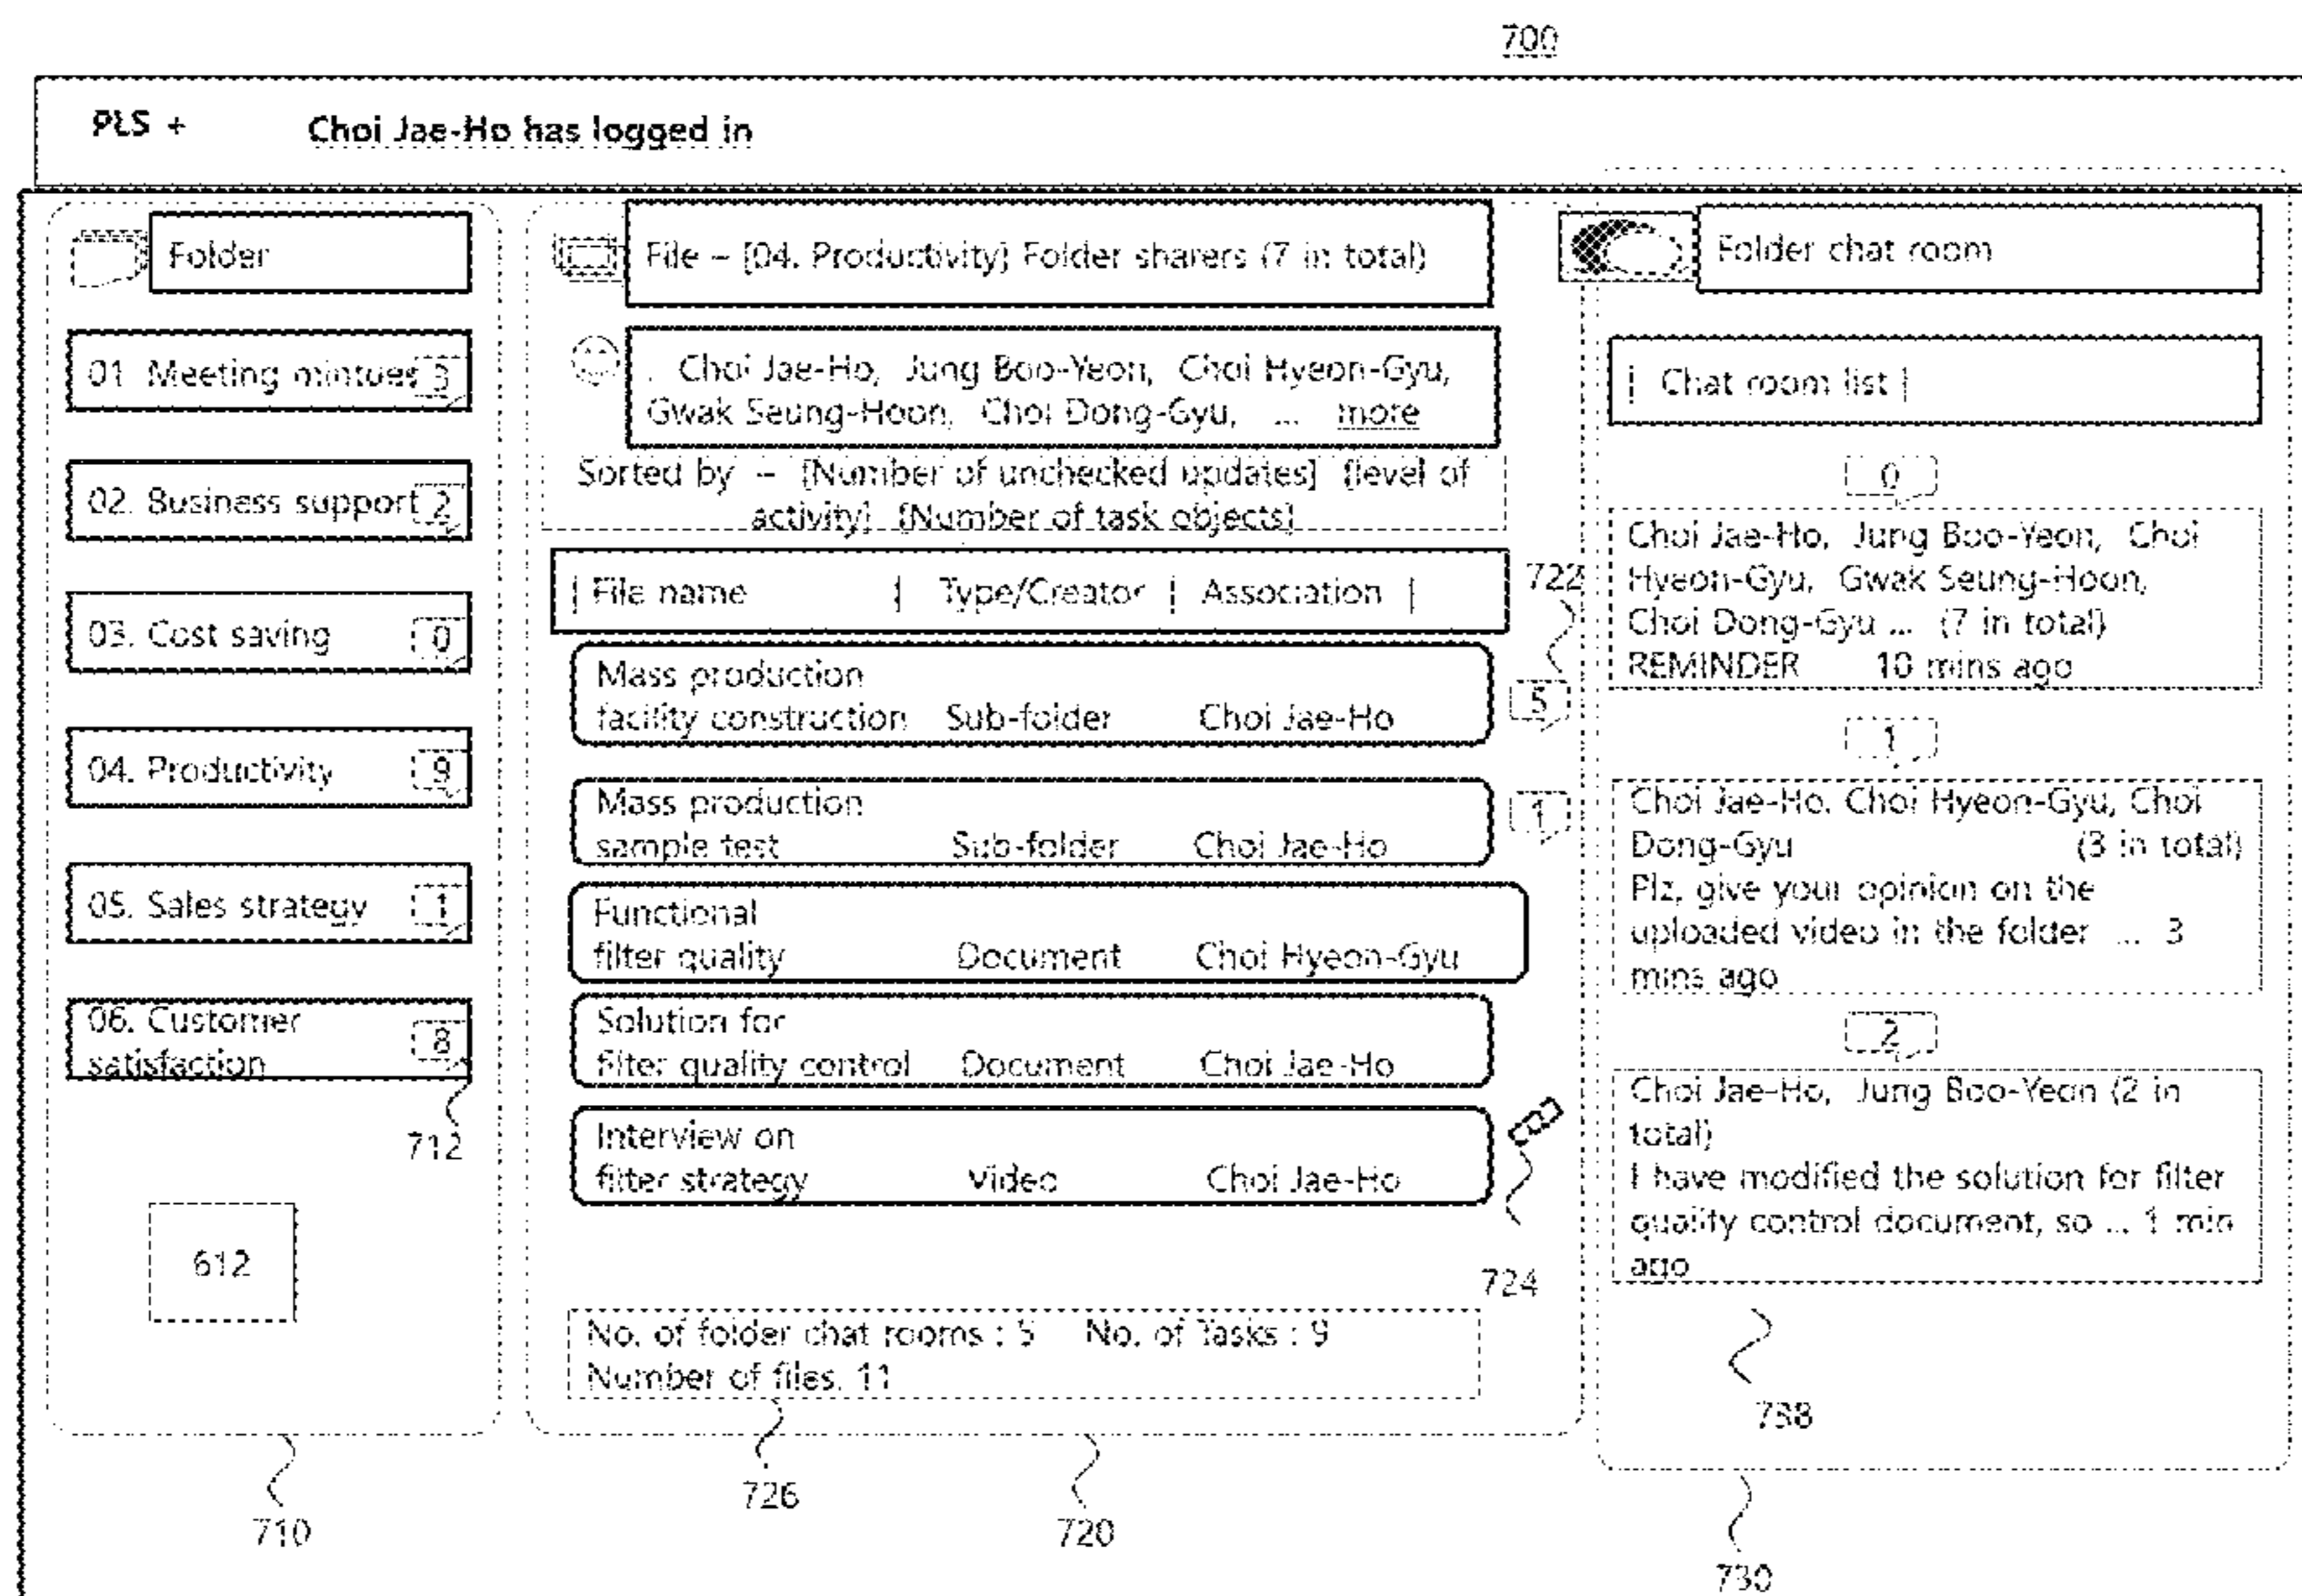 700
PLS + Choi Jae-Ho has logged in
Folder
01 Meeting mintues 3
02. Business support 2
03. Cost saving 0
04. Productivity 9
05. Sales strategy 1
06. Customer
satisfaction 8
712
612
710
File – [04. Productivity] Folder sharers (7 in total)
. Choi Jae-Ho, Jung Boo-Yeon, Choi Hyeon-Gyu,
Gwak Seung-Hoon, Choi Dong-Gyu, ... more
Sorted by – [Number of unchecked updates] [level of
activity] [Number of task objects]
| File name | Type/Creator | Association |
722
Mass production
facility construction Sub-folder Choi Jae-Ho
5
Mass production
sample test Sub-folder Choi Jae-Ho
1
Functional
filter quality Document Choi Hyeon-Gyu
Solution for
filter quality control Document Choi Jae-Ho
Interview on
filter strategy Video Choi Jae-Ho
724
No. of folder chat rooms : 5 No. of Tasks : 9
Number of files. 11
726
720
Folder chat room
| Chat room list |
0
Choi Jae-Ho, Jung Boo-Yeon, Choi
Hyeon-Gyu, Gwak Seung-Hoon,
Choi Dong-Gyu ... (7 in total)
REMINDER 10 mins ago
1
Choi Jae-Ho. Choi Hyeon-Gyu, Choi
Dong-Gyu (3 in total)
Plz, give your opinion on the
uploaded video in the folder ... 3
mins ago
2
Choi Jae-Ho, Jung Boo-Yeon (2 in
total)
I have modified the solution for filter
quality control document, so ... 1 min
ago
738
730